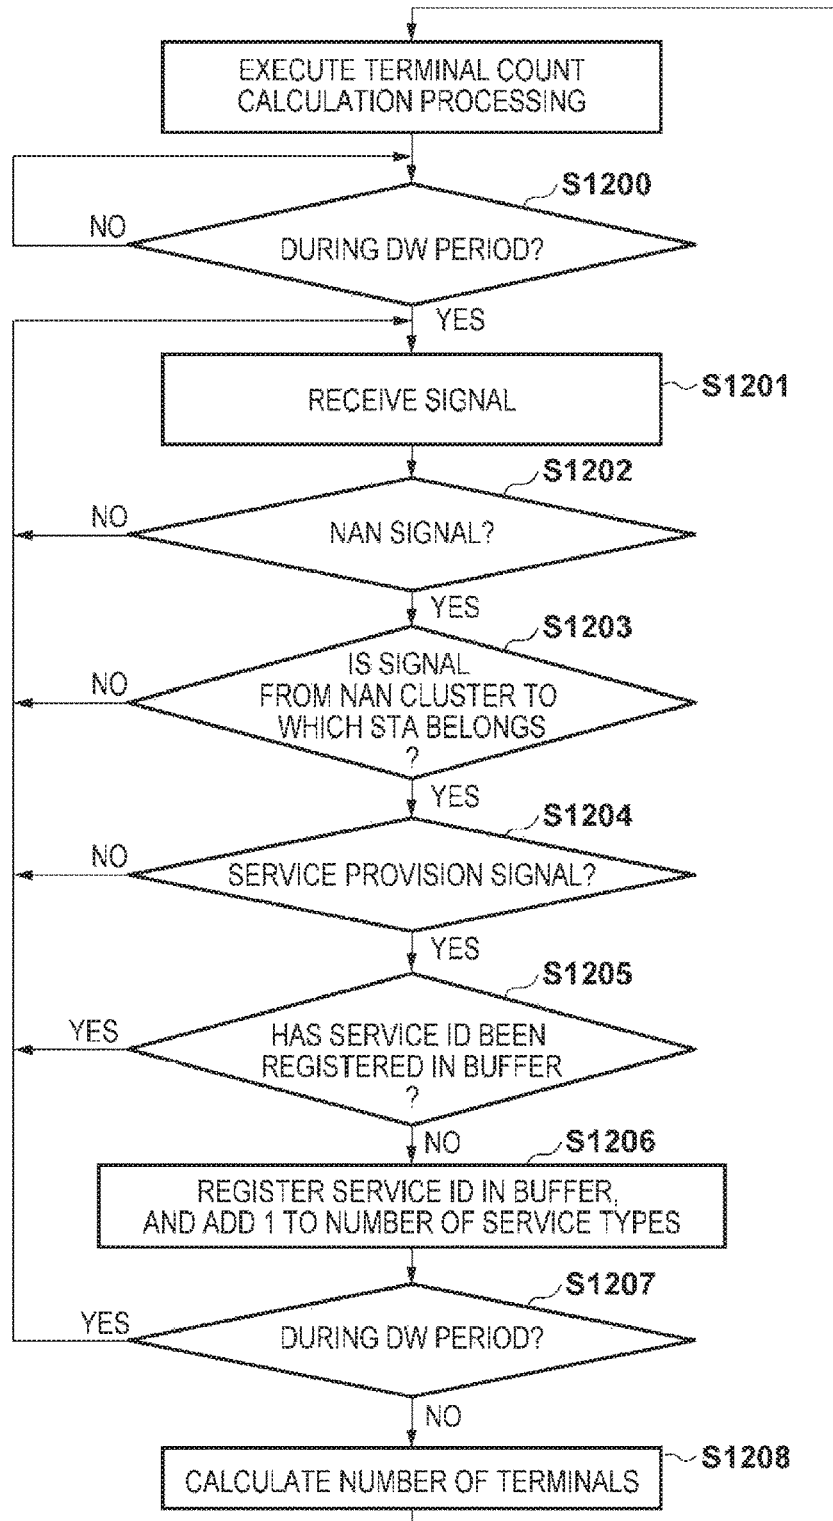 EXECUTE TERMINAL COUNT
CALCULATION PROCESSING
S1200
NO
DURING DW PERIOD?
YES
RECEIVE SIGNAL
S1201
S1202
NO
NAN SIGNAL?
YES
S1203
IS SIGNAL
NO
FROM NAN CLUSTER TO
WHICH STA BELONGS
?
YES
S1204
NO
SERVICE PROVISION SIGNAL?
YES
S1205
YES
HAS SERVICE ID BEEN
REGISTERED IN BUFFER
?
NO
S1206
REGISTER SERVICE ID IN BUFFER,
AND ADD 1 TO NUMBER OF SERVICE TYPES
S1207
YES
DURING DW PERIOD?
NO
S1208
CALCULATE NUMBER OF TERMINALS